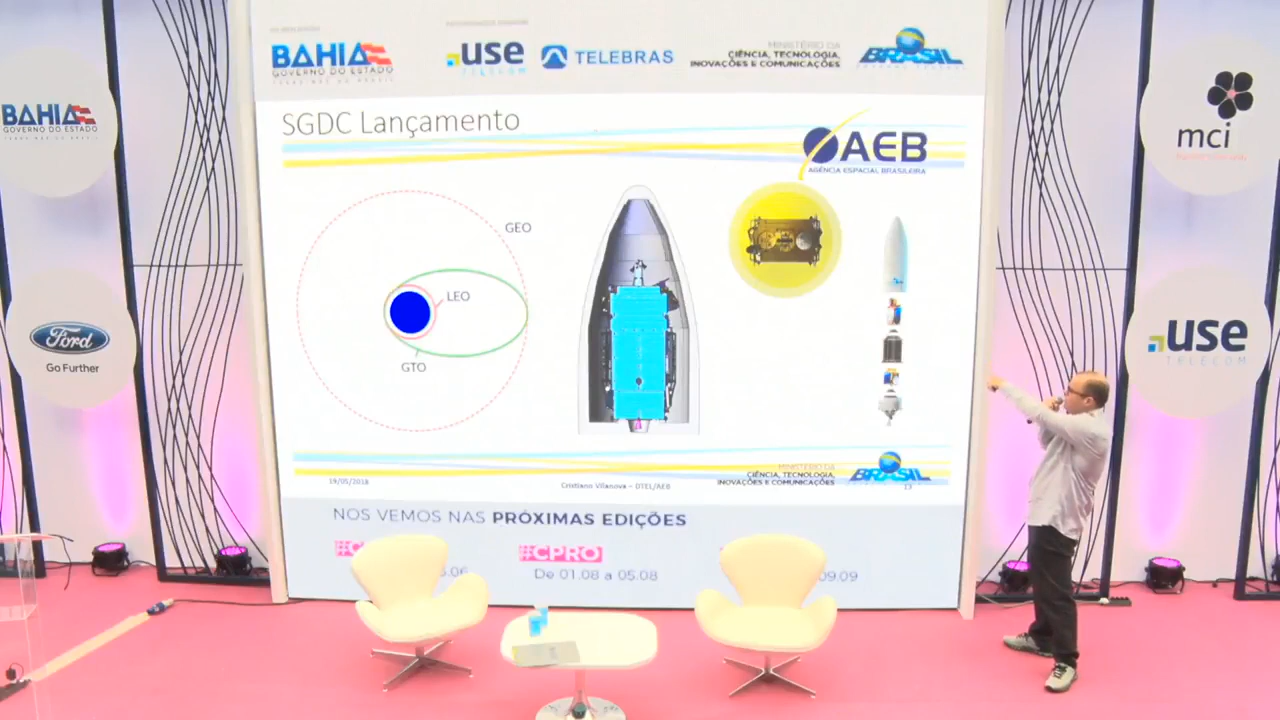 BAHIA
GOVERNO DO ESTADO
USE
TELECOM
TELEBRAS
MINISTÉRIO DA
CIÊNCIA, TECNOLOGIA,
INOVAÇÕES E COMUNICAÇÕES
BRASIL
BAHIA
GOVERNO DO ESTADO
mci
SGDC Lançamento
AEB
AGÊNCIA ESPACIAL BRASILEIRA
GEO
LEO
GTO
Ford
Go Further
USE
TELECOM
19/05/2018
Cristiano Vilanova – DTEL/AEB
MINISTÉRIO DA
CIÊNCIA, TECNOLOGIA,
INOVAÇÕES E COMUNICAÇÕES
BRASIL
NOS VEMOS NAS PRÓXIMAS EDIÇÕES
#CPRO
De 01.08 a 05.08
09.09